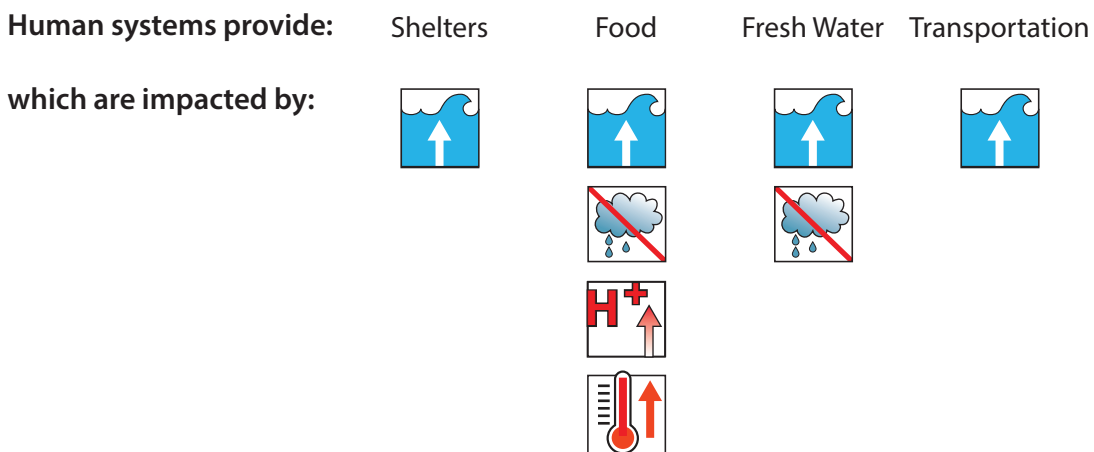 Human systems provide: Shelters Food Fresh Water Transportation
which are impacted by:
H+